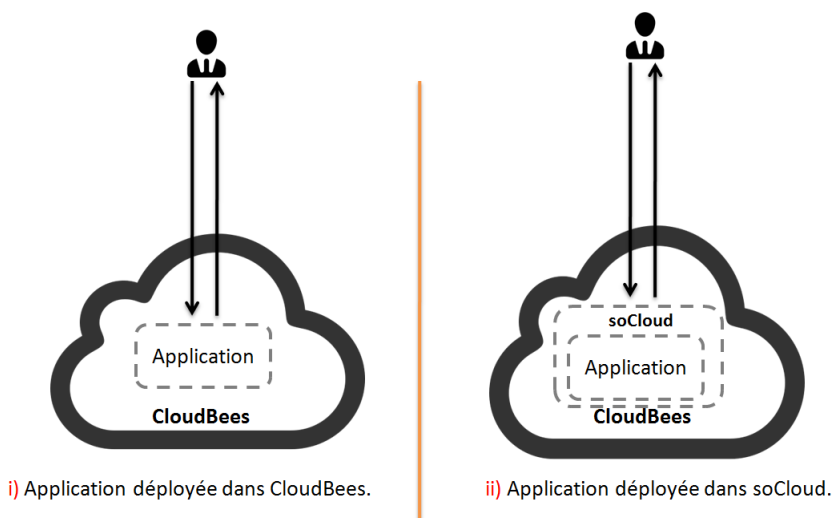 Application
CloudBees
i) Application déployée dans CloudBees.
soCloud
Application
CloudBees
ii) Application déployée dans soCloud.